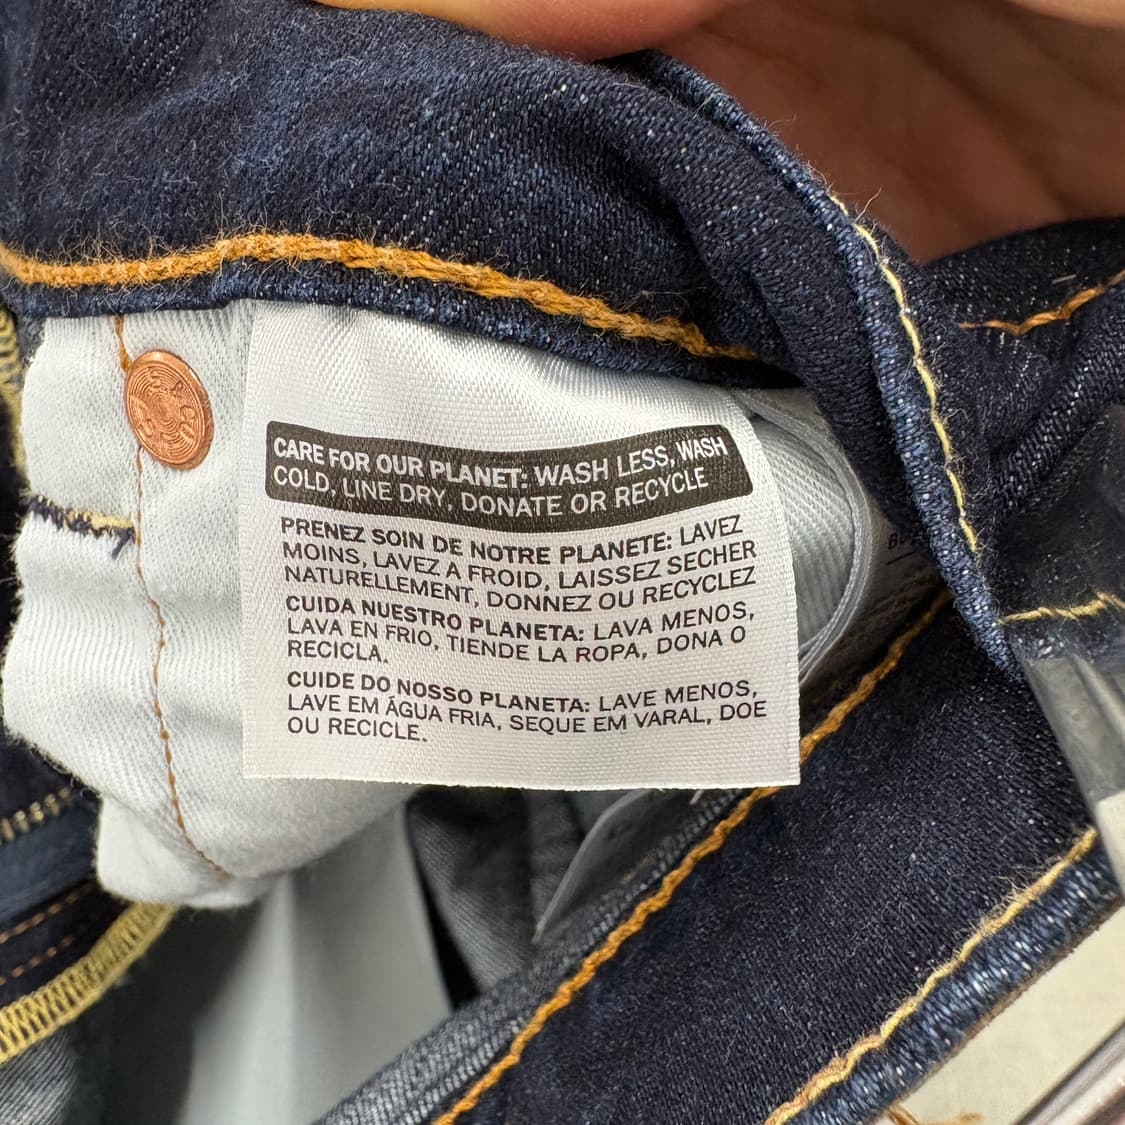 CARE FOR OUR PLANET: WASH LESS, WASH
COLD, LINE DRY, DONATE OR RECYCLE
PRENEZ SOIN DE NOTRE PLANETE: LAVEZ
MOINS, LAVEZ A FROID, LAISSEZ SECHER
NATURELLEMENT, DONNEZ OU RECYCLEZ
CUIDA NUESTRO PLANETA: LAVA MENOS,
LAVA EN FRIO, TIENDE LA ROPA, DONA O
RECICLA.
CUIDE DO NOSSO PLANETA: LAVE MENOS,
LAVE EM ÁGUA FRIA, SEQUE EM VARAL, DOE
OU RECICLE.